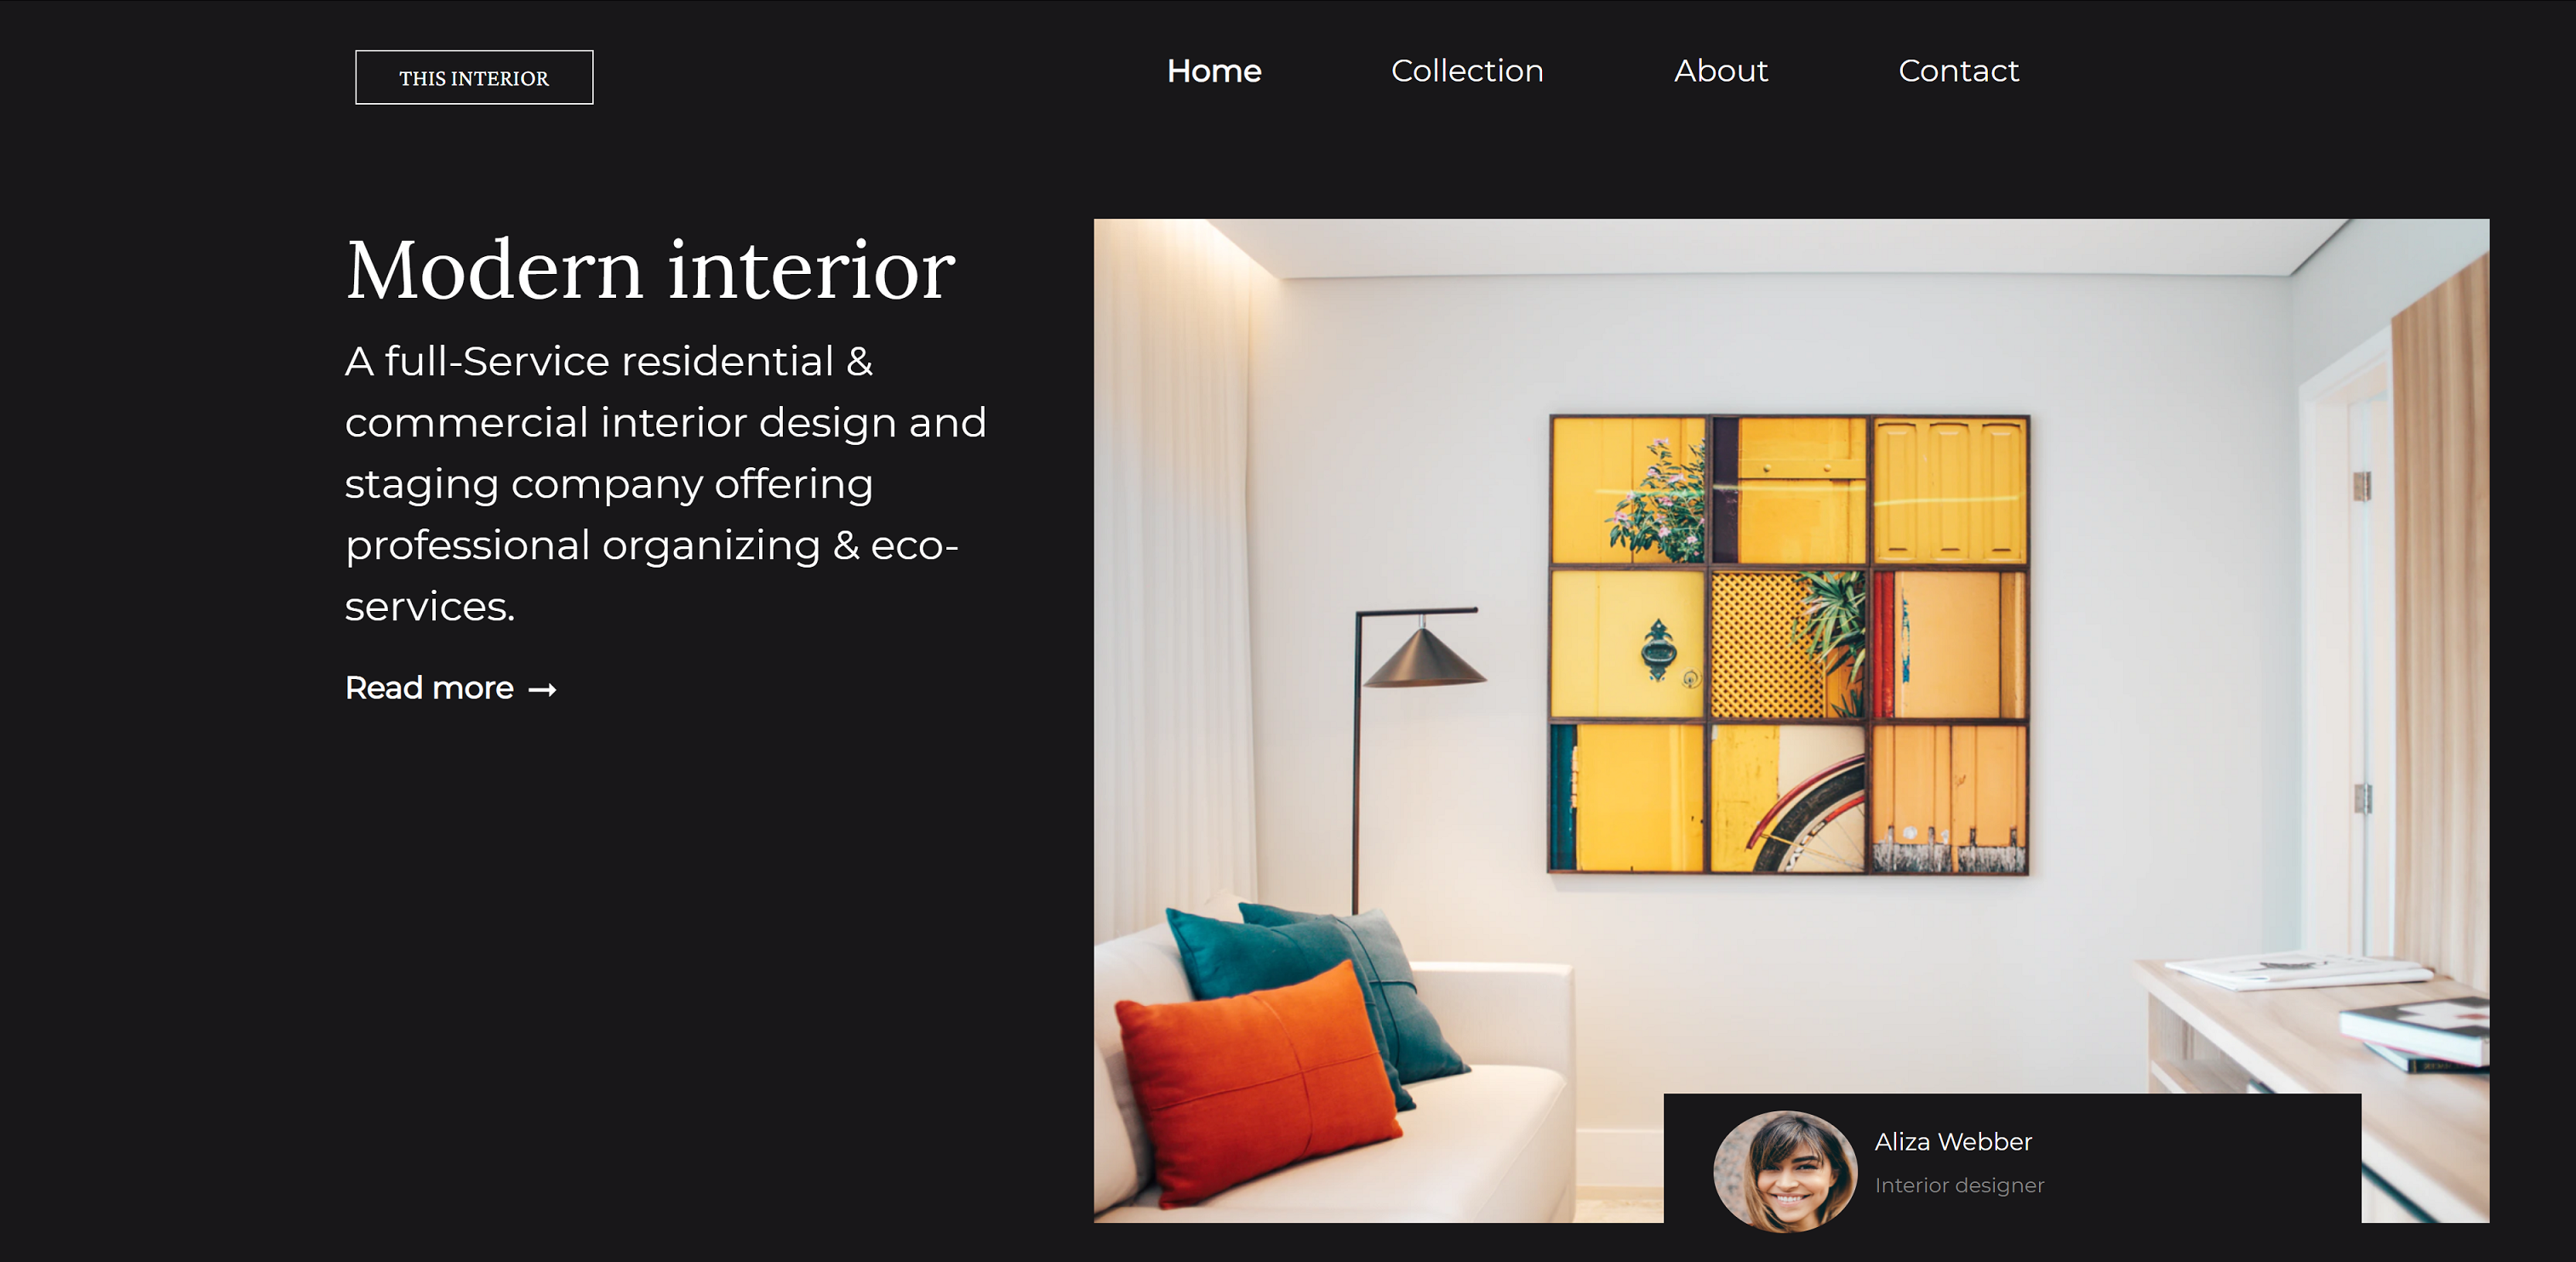 THIS INTERIOR
Home
Collection
About
Contact
Modern interior
A full-Service residential &
commercial interior design and
staging company offering
professional organizing & eco-
services.
Read more →
Aliza Webber
Interior designer